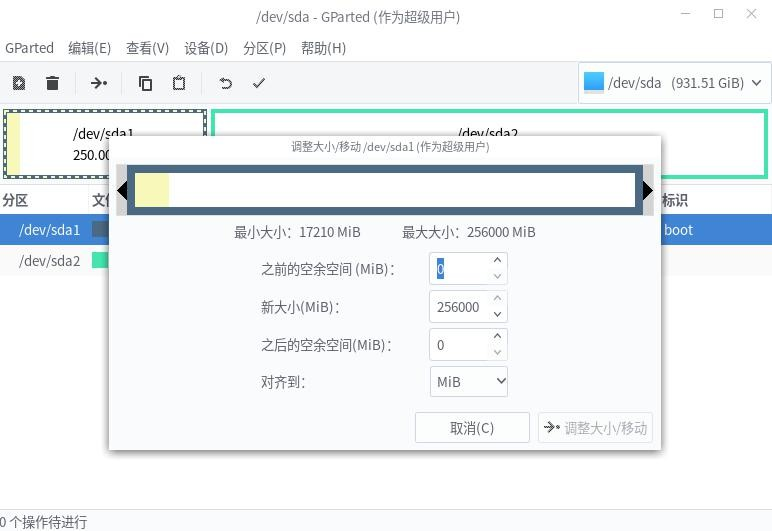 /dev/sda - GParted (作为超级用户)
GParted 编辑(E) 查看(V) 设备(D) 分区(P) 帮助(H)
/dev/sda (931.51 GiB)
/dev/sda1
/dev/sda2
250.00
调整大小/移动 /dev/sda1 (作为超级用户)
分区 文件 标识
最小大小：17210 MiB 最大大小：256000 MiB
/dev/sda1 boot
/dev/sda2
之前的空余空间 (MiB)： 0
新大小(MiB)： 256000
之后的空余空间(MiB)： 0
对齐到： MiB
取消(C) 调整大小/移动
0 个操作待进行